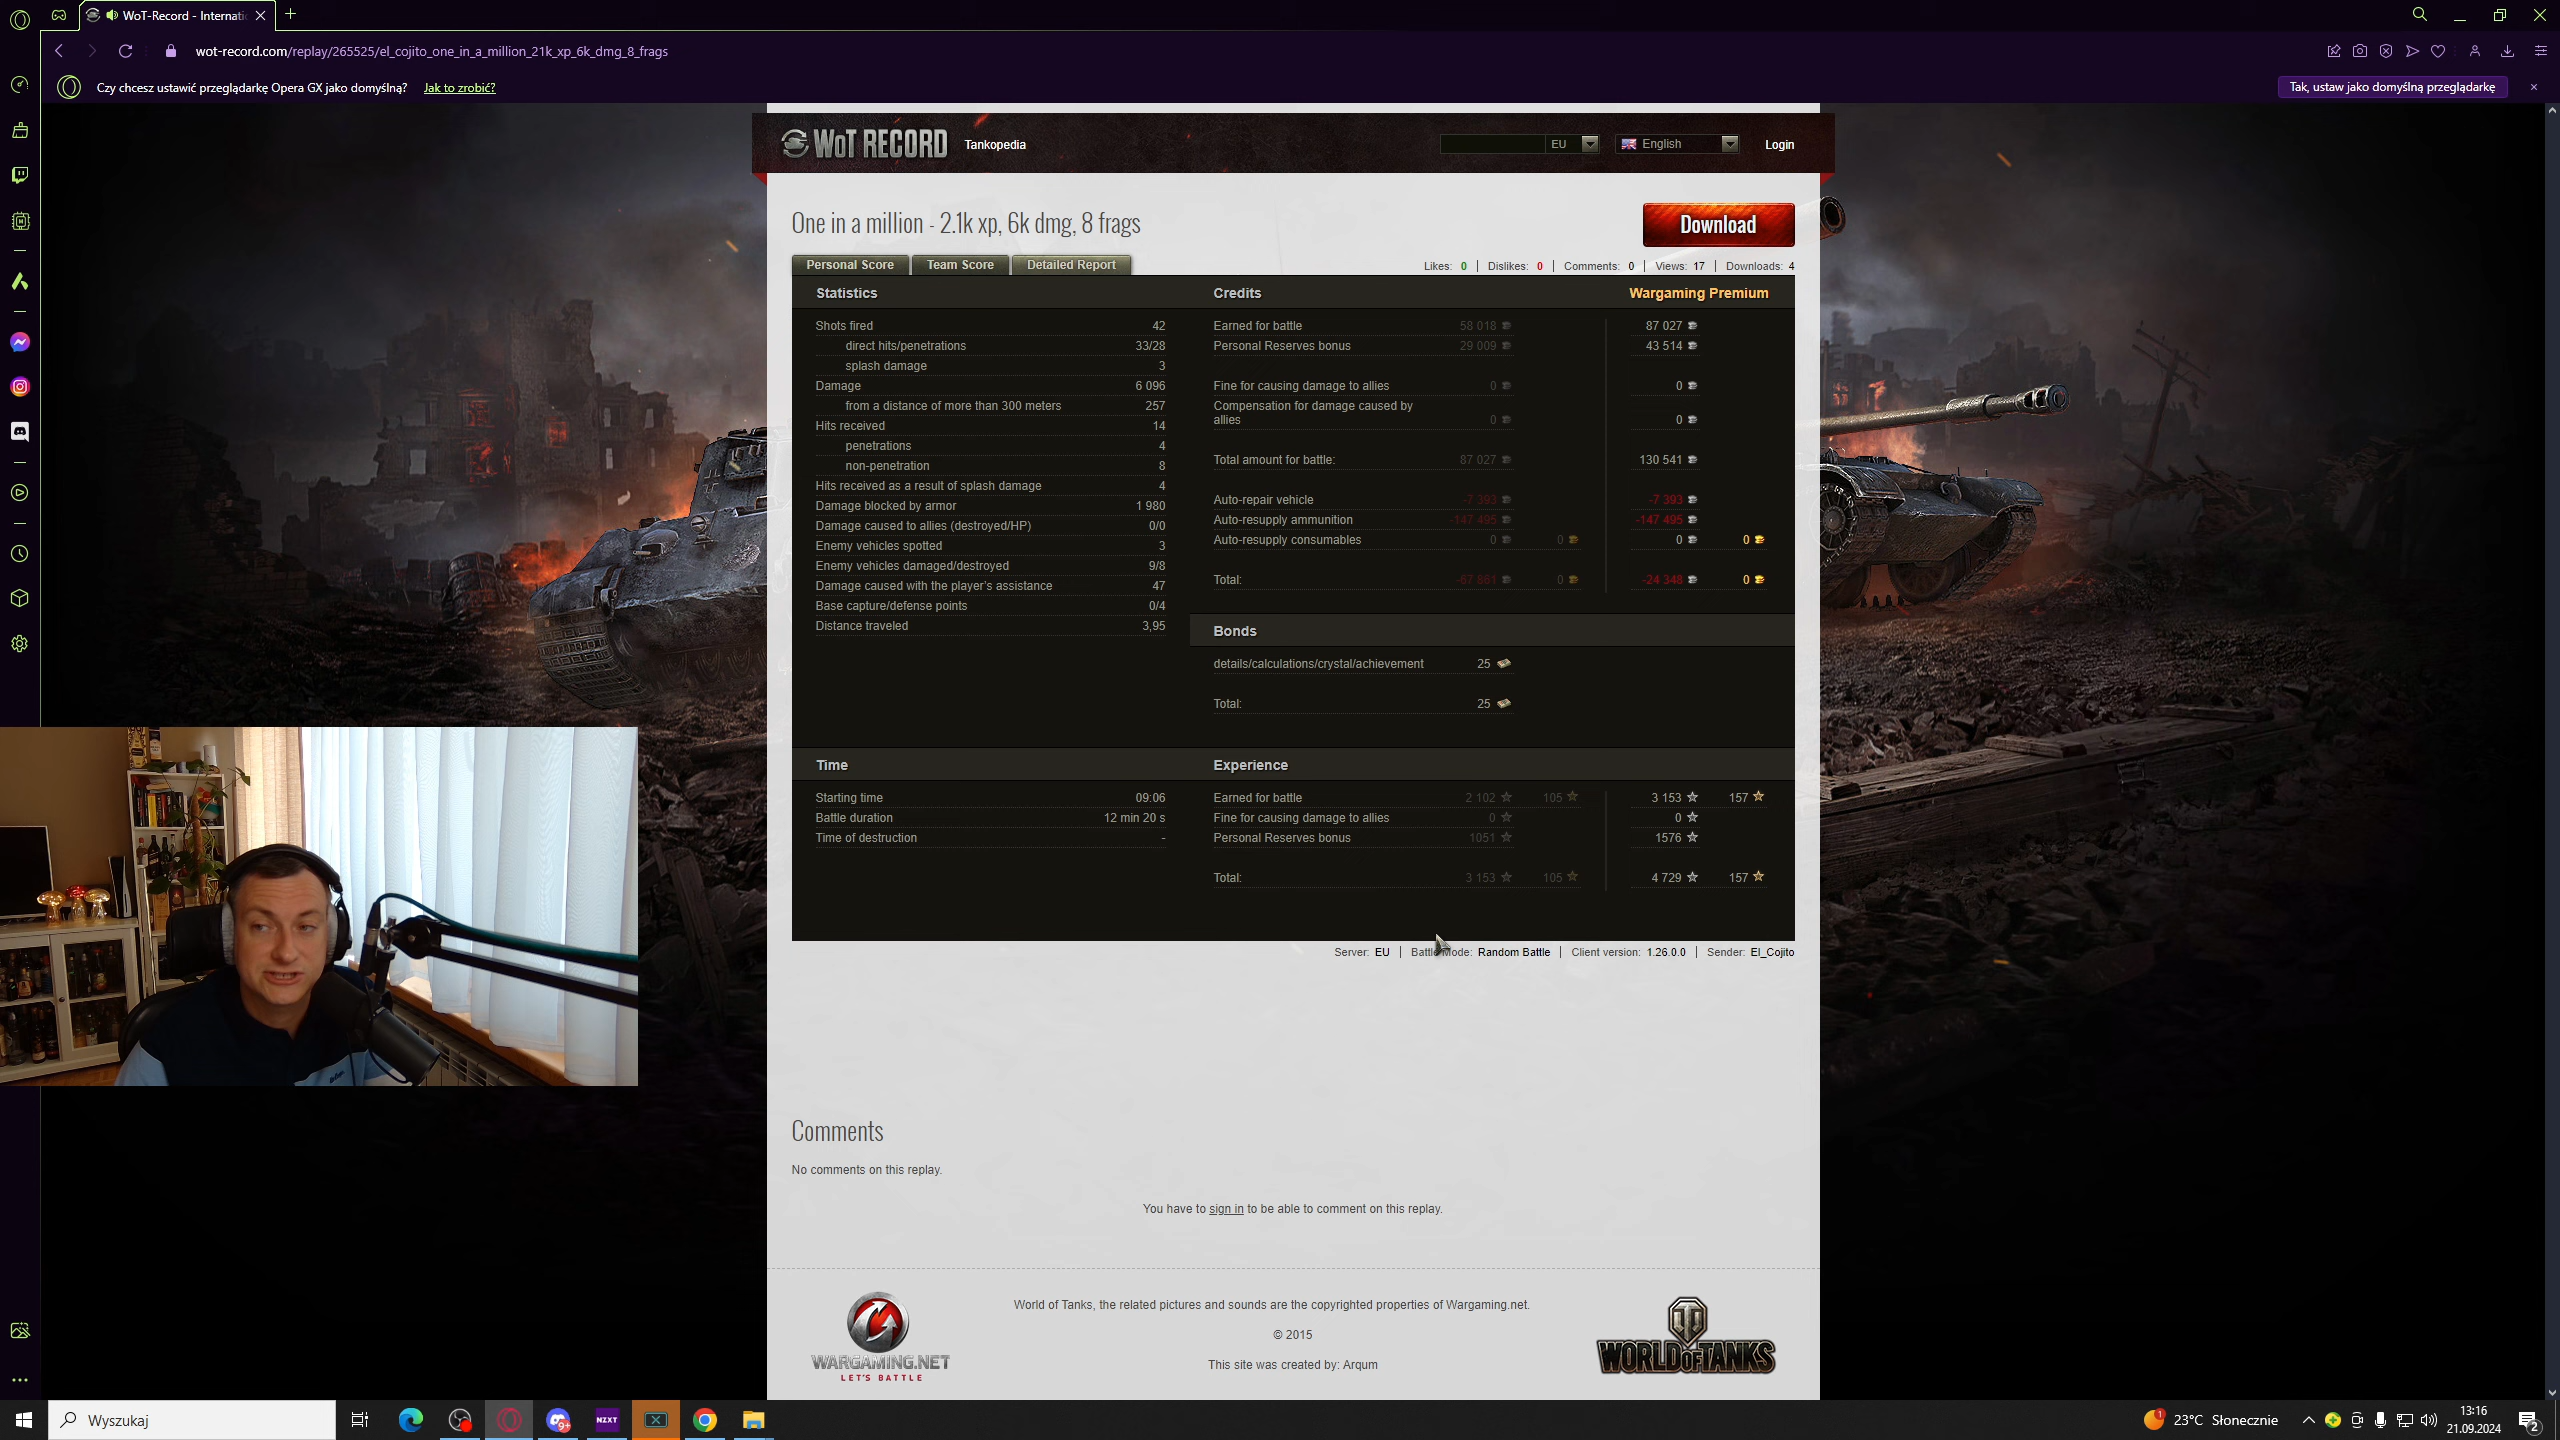 WoT-Record - Internatio
wot-record.com/replay/265525/el_cojito_one_in_a_million_21k_xp_6k_dmg_8_frags
Czy chcesz ustawić przeglądarkę Opera GX jako domyślną? Jak to zrobić? Tak, ustaw jako domyślną przeglądarkę
WoT RECORD Tankopedia EU English Login
One in a million - 2.1k xp, 6k dmg, 8 frags Download
Personal Score Team Score Detailed Report Likes: 0 | Dislikes: 0 | Comments: 0 | Views: 17 | Downloads: 4
Statistics
Shots fired 42
direct hits/penetrations 33/28
splash damage 3
Damage 6 096
from a distance of more than 300 meters 257
Hits received 14
penetrations 4
non-penetration 8
Hits received as a result of splash damage 4
Damage blocked by armor 1 980
Damage caused to allies (destroyed/HP) 0/0
Enemy vehicles spotted 3
Enemy vehicles damaged/destroyed 9/8
Damage caused with the player's assistance 47
Base capture/defense points 0/4
Distance traveled 3,95
Credits Wargaming Premium
Earned for battle 58 018 87 027
Personal Reserves bonus 29 009 43 514
Fine for causing damage to allies 0 0
Compensation for damage caused by
allies 0 0
Total amount for battle: 87 027 130 541
Auto-repair vehicle -7 393 -7 393
Auto-resupply ammunition -147 495 -147 495
Auto-resupply consumables 0 0 0 0
Total: -67 861 0 -24 348 0
Bonds
details/calculations/crystal/achievement 25
Total: 25
Time
Starting time 09:06
Battle duration 12 min 20 s
Time of destruction -
Experience
Earned for battle 2 102 105 3 153 157
Fine for causing damage to allies 0 0
Personal Reserves bonus 1051 1576
Total: 3 153 105 4 729 157
Server: EU | Battle Mode: Random Battle | Client version: 1.26.0.0 | Sender: El_Cojito
Comments
No comments on this replay.
You have to sign in to be able to comment on this replay.
World of Tanks, the related pictures and sounds are the copyrighted properties of Wargaming.net.
© 2015
This site was created by: Arqum
WARGAMING.NET
LET'S BATTLE
WORLD OF TANKS
Wyszukaj
9+
NZXT
1
23°C Słonecznie
13:16
21.09.2024
2